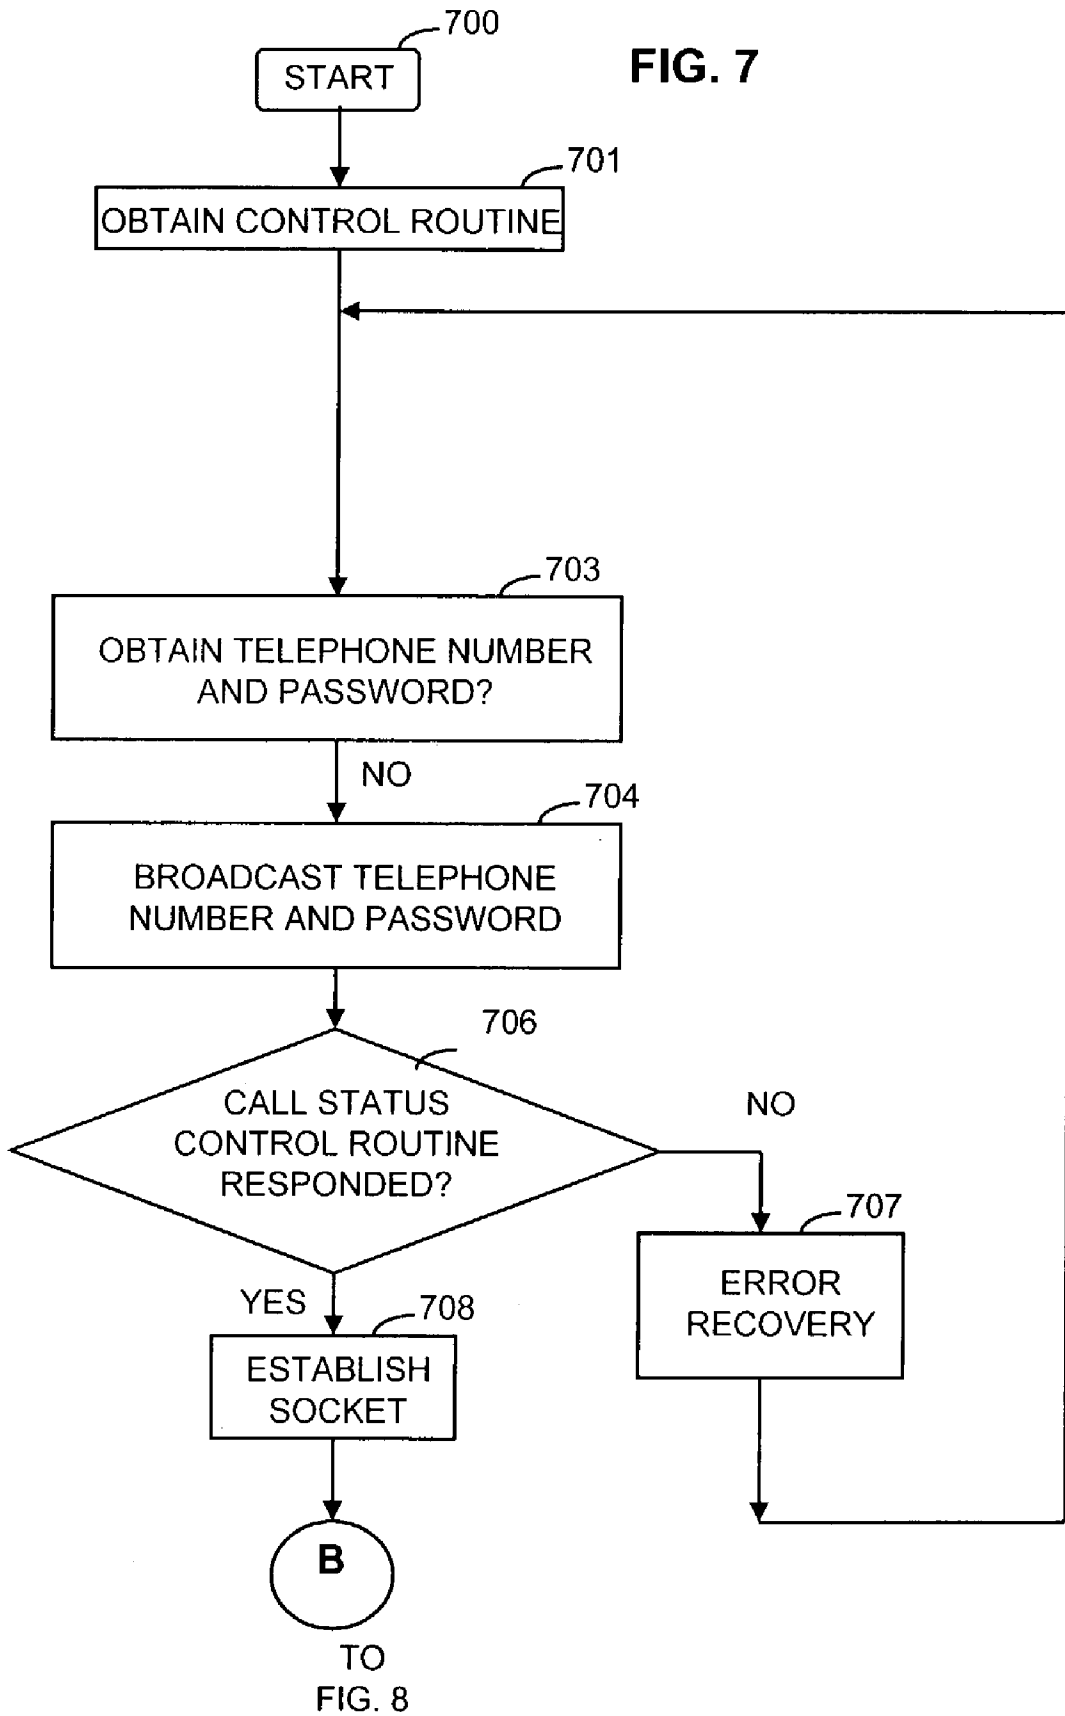 700
FIG. 7
START
701
OBTAIN CONTROL ROUTINE
703
OBTAIN TELEPHONE NUMBER
AND PASSWORD?
NO
704
BROADCAST TELEPHONE
NUMBER AND PASSWORD
706
CALL STATUS
CONTROL ROUTINE
RESPONDED?
NO
707
ERROR
RECOVERY
YES
708
ESTABLISH
SOCKET
B
TO
FIG. 8